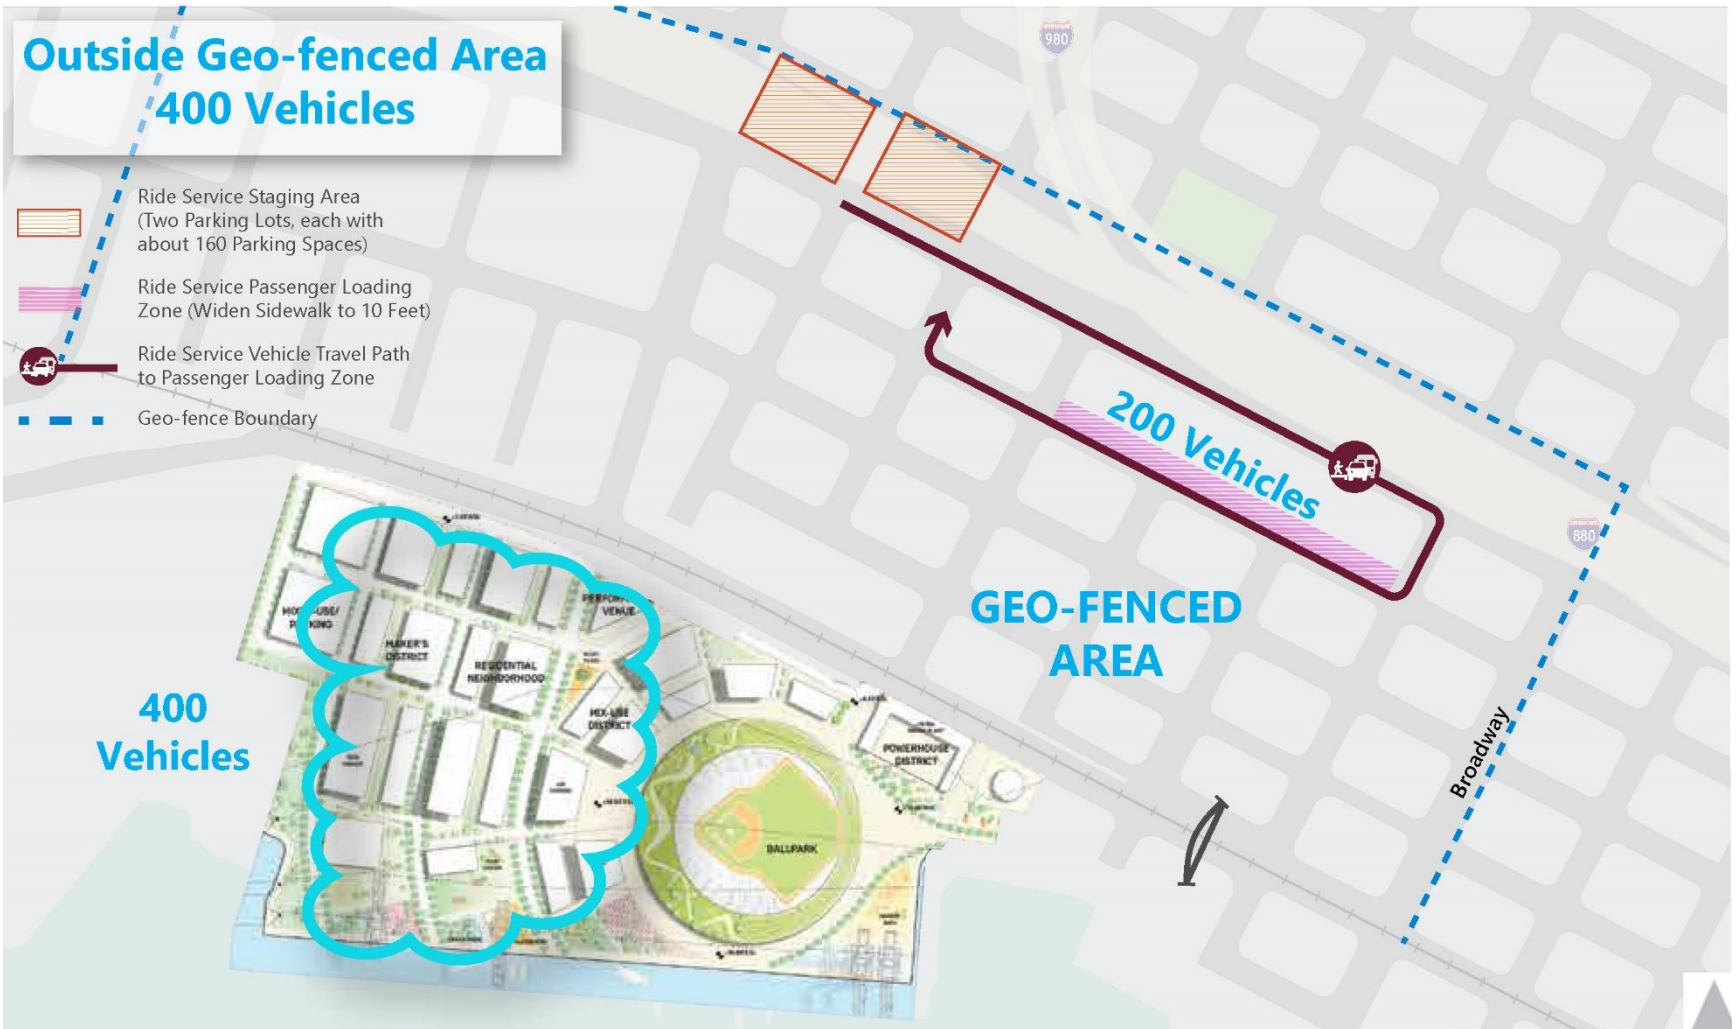 Outside Geo-fenced Area
400 Vehicles
Ride Service Staging Area
(Two Parking Lots, each with
about 160 Parking Spaces)
Ride Service Passenger Loading
Zone (Widen Sidewalk to 10 Feet)
Ride Service Vehicle Travel Path
to Passenger Loading Zone
Geo-fence Boundary
980
200 Vehicles
880
GEO-FENCED
AREA
Broadway
400
Vehicles
MAKER'S
DISTRICT
RESIDENTIAL
NEIGHBORHOOD
VENUE
MIX-USE
DISTRICT
POWERHOUSE
DISTRICT
BALLPARK